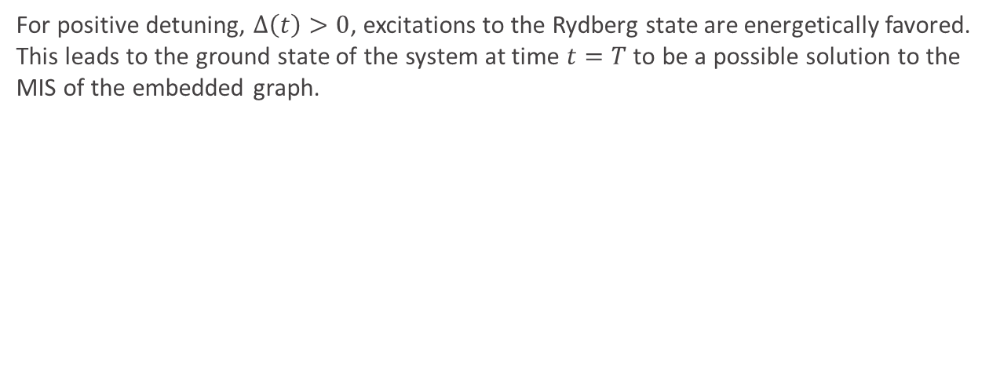 For positive detuning, Δ(t) > 0, excitations to the Rydberg state are energetically favored.
This leads to the ground state of the system at time t = T to be a possible solution to the
MIS of the embedded graph.